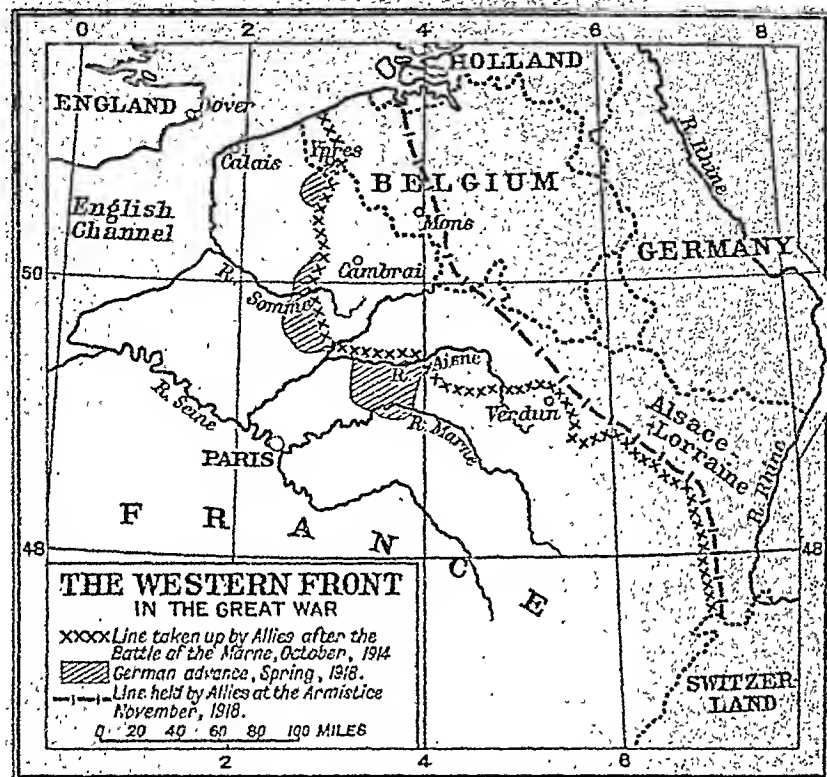 0 2 4 6 8
HOLLAND
ENGLAND
Dover
Calais
Ypres
R. Rhine
BELGIUM
Mons
English
Channel
GERMANY
50
Cambrai
R. Somme
R. Aisne
Verdun
R. Seine
R. Marne
Alsace-
Lorraine
PARIS
R. Rhine
FRANCE
48 48
THE WESTERN FRONT
IN THE GREAT WAR
xxxx Line taken up by Allies after the
Battle of the Marne, October, 1914
German advance, Spring, 1918.
Line held by Allies at the Armistice
November, 1918.
0 20 40 60 80 100 MILES
SWITZER-
LAND
2 4 6